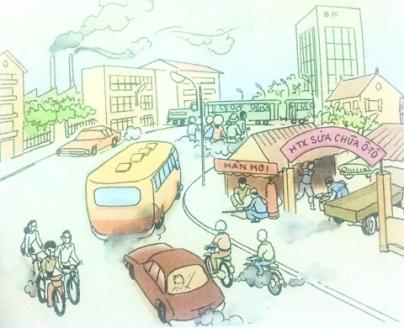 HTX SỬA CHỮA Ô-TÔ
HÀN HƠI